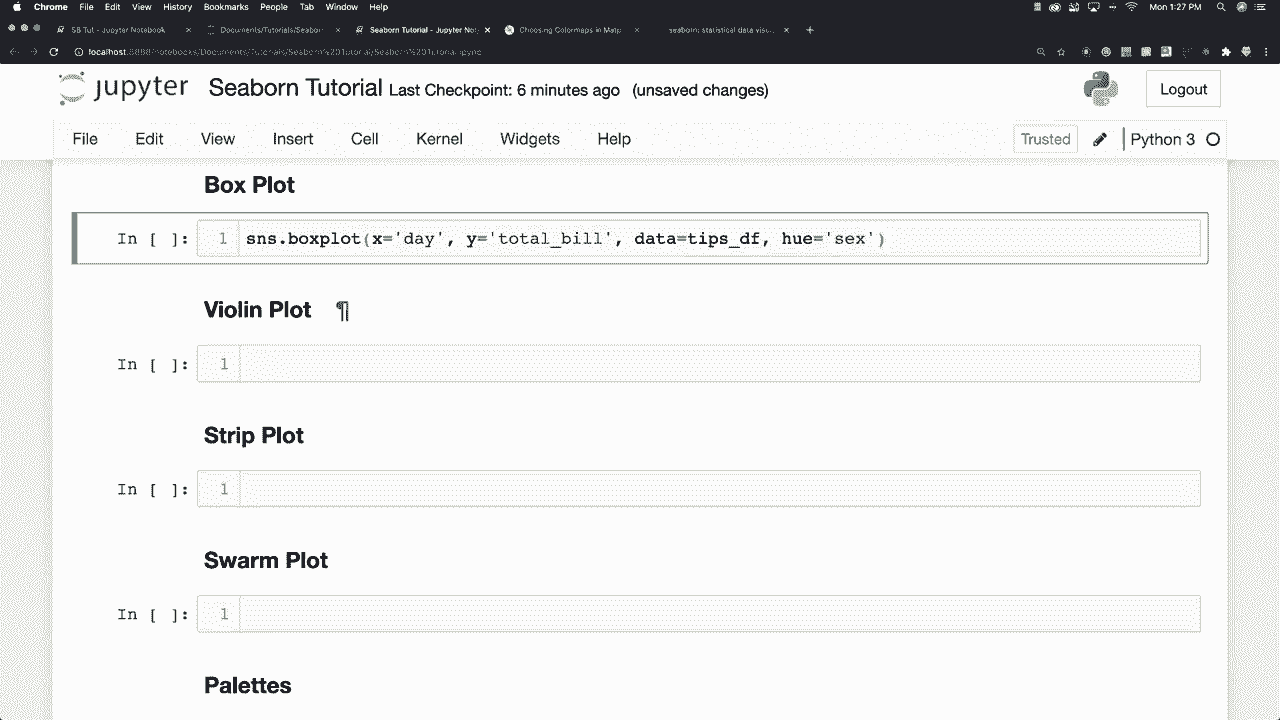 Chrome File Edit View History Bookmarks People Tab Window Help Mon 1:27 PM
SB Tut - Jupyter Notebook Documents/Tutorials/Seabor Seaborn Tutorial - Jupyter No Choosing Colormaps in Matp seaborn: statistical data visu
localhost:8888/notebooks/Documents/Tutorials/Seaborn%20Tutorial/Seaborn%20Tutorial.ipynb
jupyter Seaborn Tutorial Last Checkpoint: 6 minutes ago (unsaved changes) Logout
File Edit View Insert Cell Kernel Widgets Help Trusted Python 3
Box Plot
In [ ]: 1 sns.boxplot(x='day', y='total_bill', data=tips_df, hue='sex')
Violin Plot ¶
In [ ]: 1
Strip Plot
In [ ]: 1
Swarm Plot
In [ ]: 1
Palettes